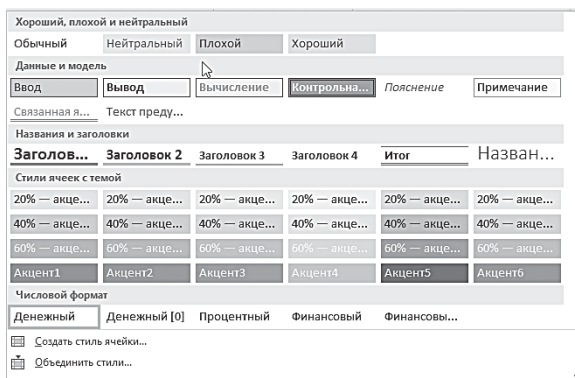 Хороший, плохой и нейтральный
Обычный Нейтральный Плохой Хороший
Данные и модель
Ввод Вывод Вычисление Контрольна... Пояснение Примечание
Связанная я... Текст преду...
Названия и заголовки
Заголов... Заголовок 2 Заголовок 3 Заголовок 4 Итог Назван...
Стили ячеек с темой
20% — акце... 20% — акце... 20% — акце... 20% — акце... 20% — акце... 20% — акце...
40% — акце... 40% — акце... 40% — акце... 40% — акце... 40% — акце... 40% — акце...
60% — акце... 60% — акце... 60% — акце... 60% — акце... 60% — акце... 60% — акце...
Акцент1 Акцент2 Акцент3 Акцент4 Акцент5 Акцент6
Числовой формат
Денежный Денежный [0] Процентный Финансовый Финансовы...
Создать стиль ячейки...
Объединить стили...